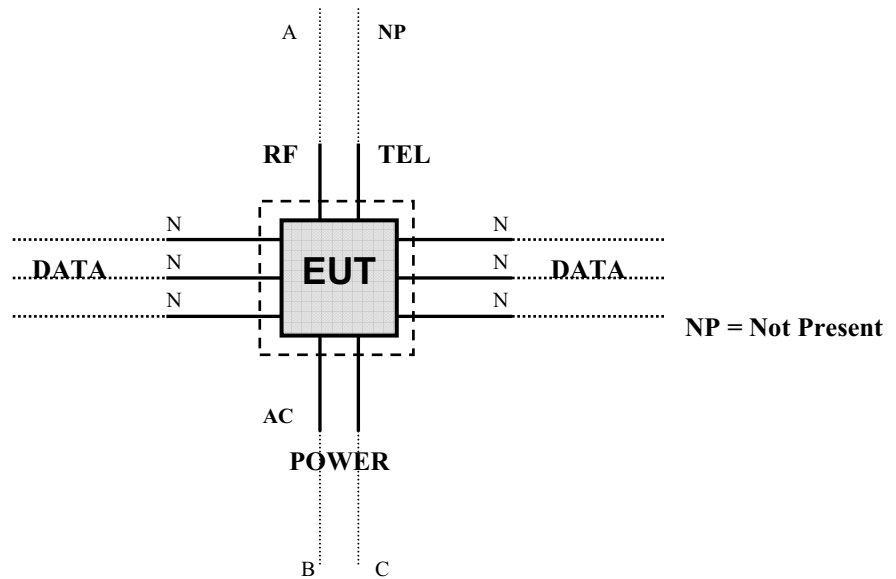 A NP
RF TEL
N N
EUT
DATA N N DATA
N N
NP = Not Present
AC
POWER
B C